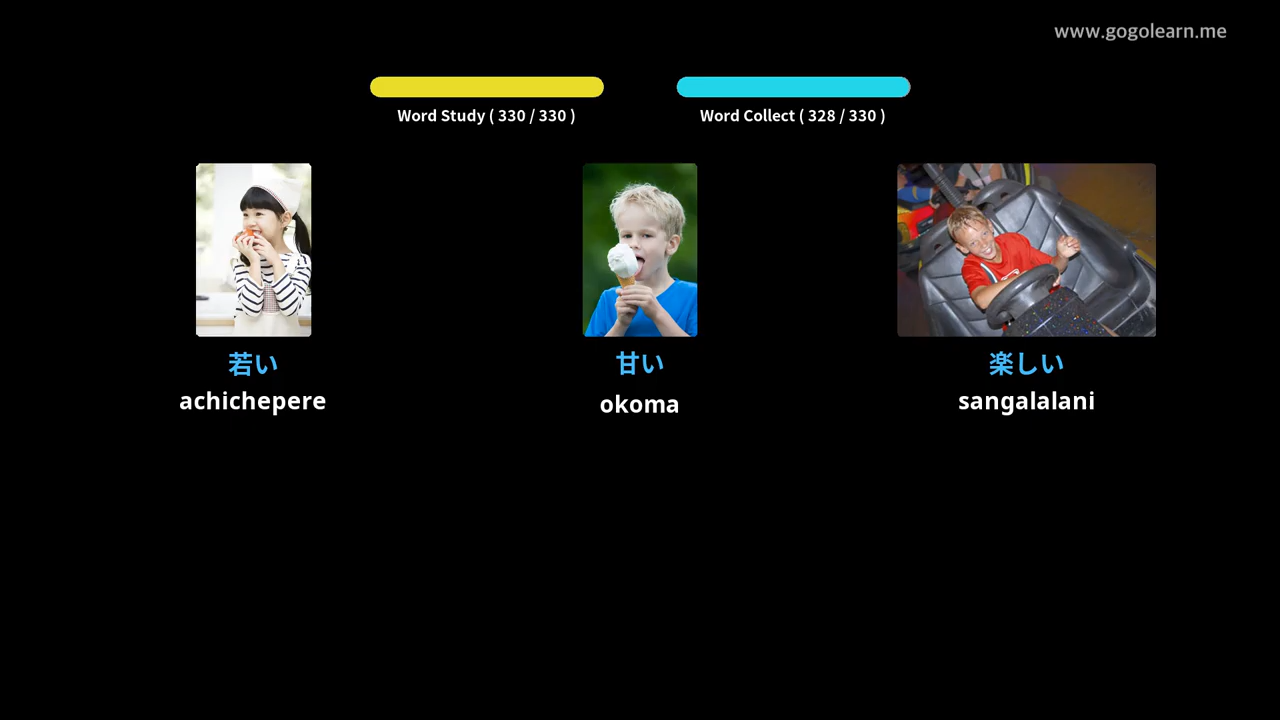 www.gogolearn.me
Word Study ( 330 / 330 )
Word Collect ( 328 / 330 )
若い
achichepere
甘い
okoma
楽しい
sangalalani